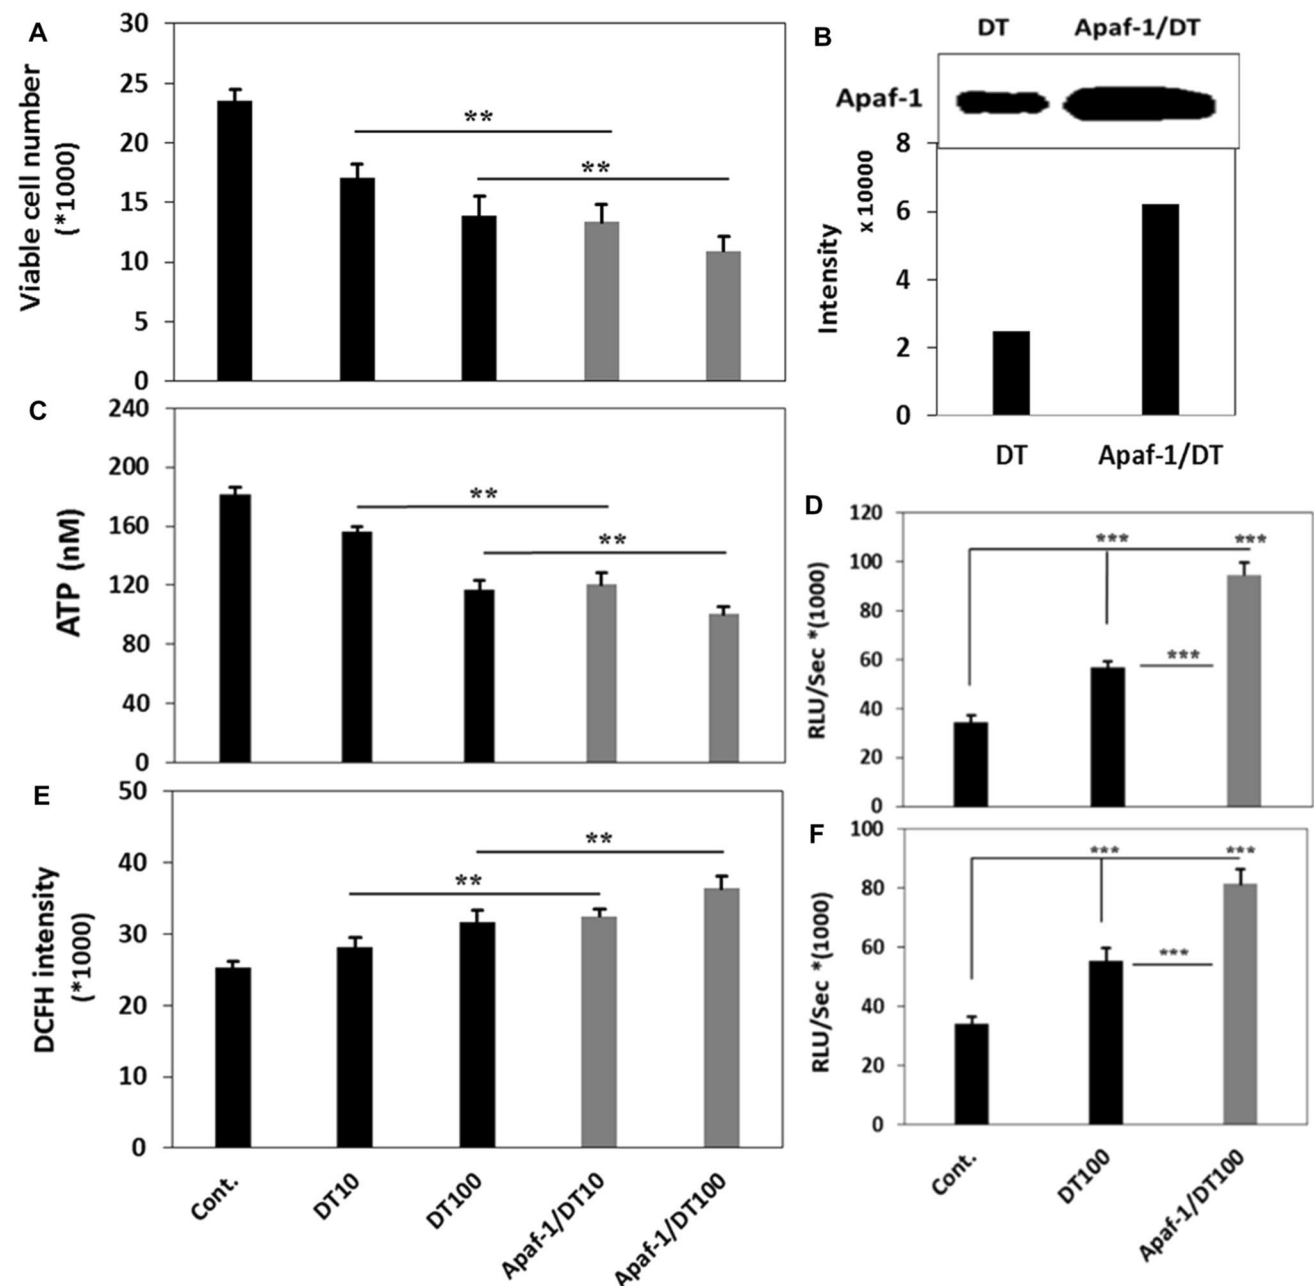 A
Viable cell number
(*1000)
30
25
20
15
10
5
0
**
**
B
DT Apaf-1/DT
Apaf-1
Intensity
x 10000
8
6
4
2
0
DT Apaf-1/DT
C
ATP (nM)
240
200
160
120
80
40
0
**
**
D
RLU/Sec *(1000)
120
100
80
60
40
20
0
*** ***
***
E
DCFH intensity
(*1000)
50
40
30
20
10
0
**
**
Cont. DT10 DT100 Apaf-1/DT10 Apaf-1/DT100
F
RLU/Sec *(1000)
100
80
60
40
20
0
*** ***
***
Cont. DT100 Apaf-1/DT100